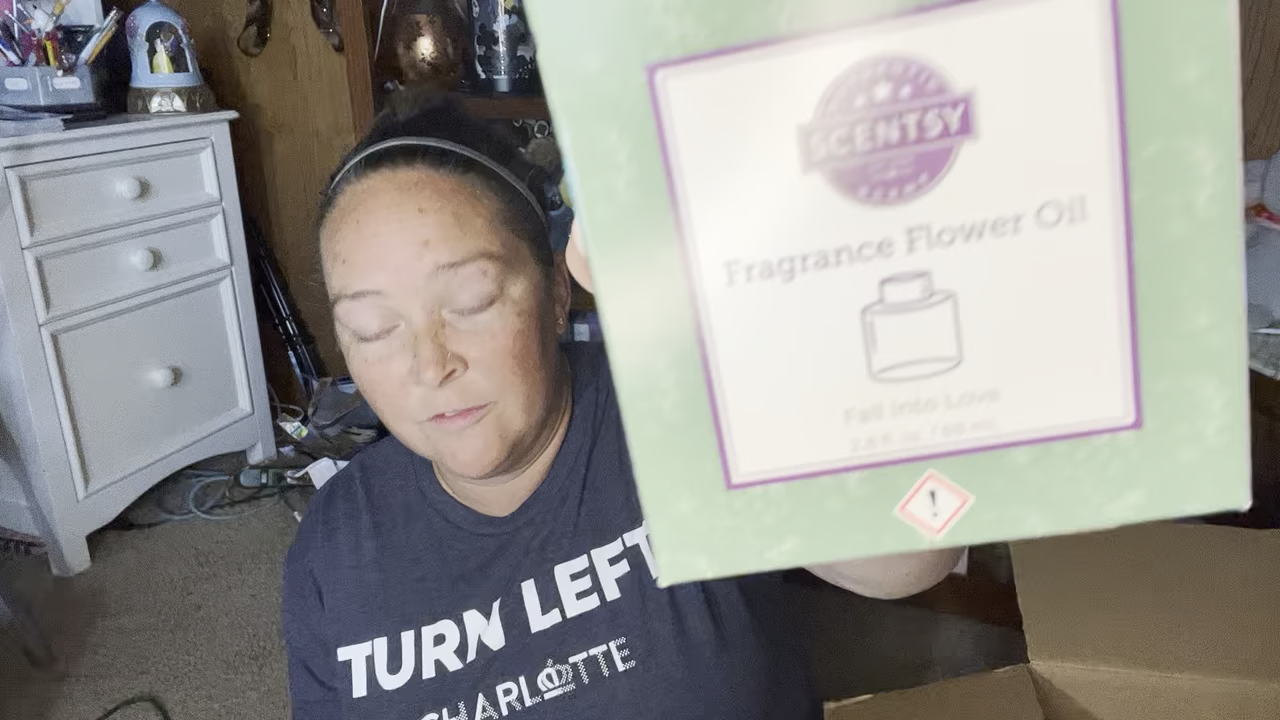 SCENTSY
Fragrance Flower Oil
Fall Into Love
!
TURN LEFT
CHARLOTTE